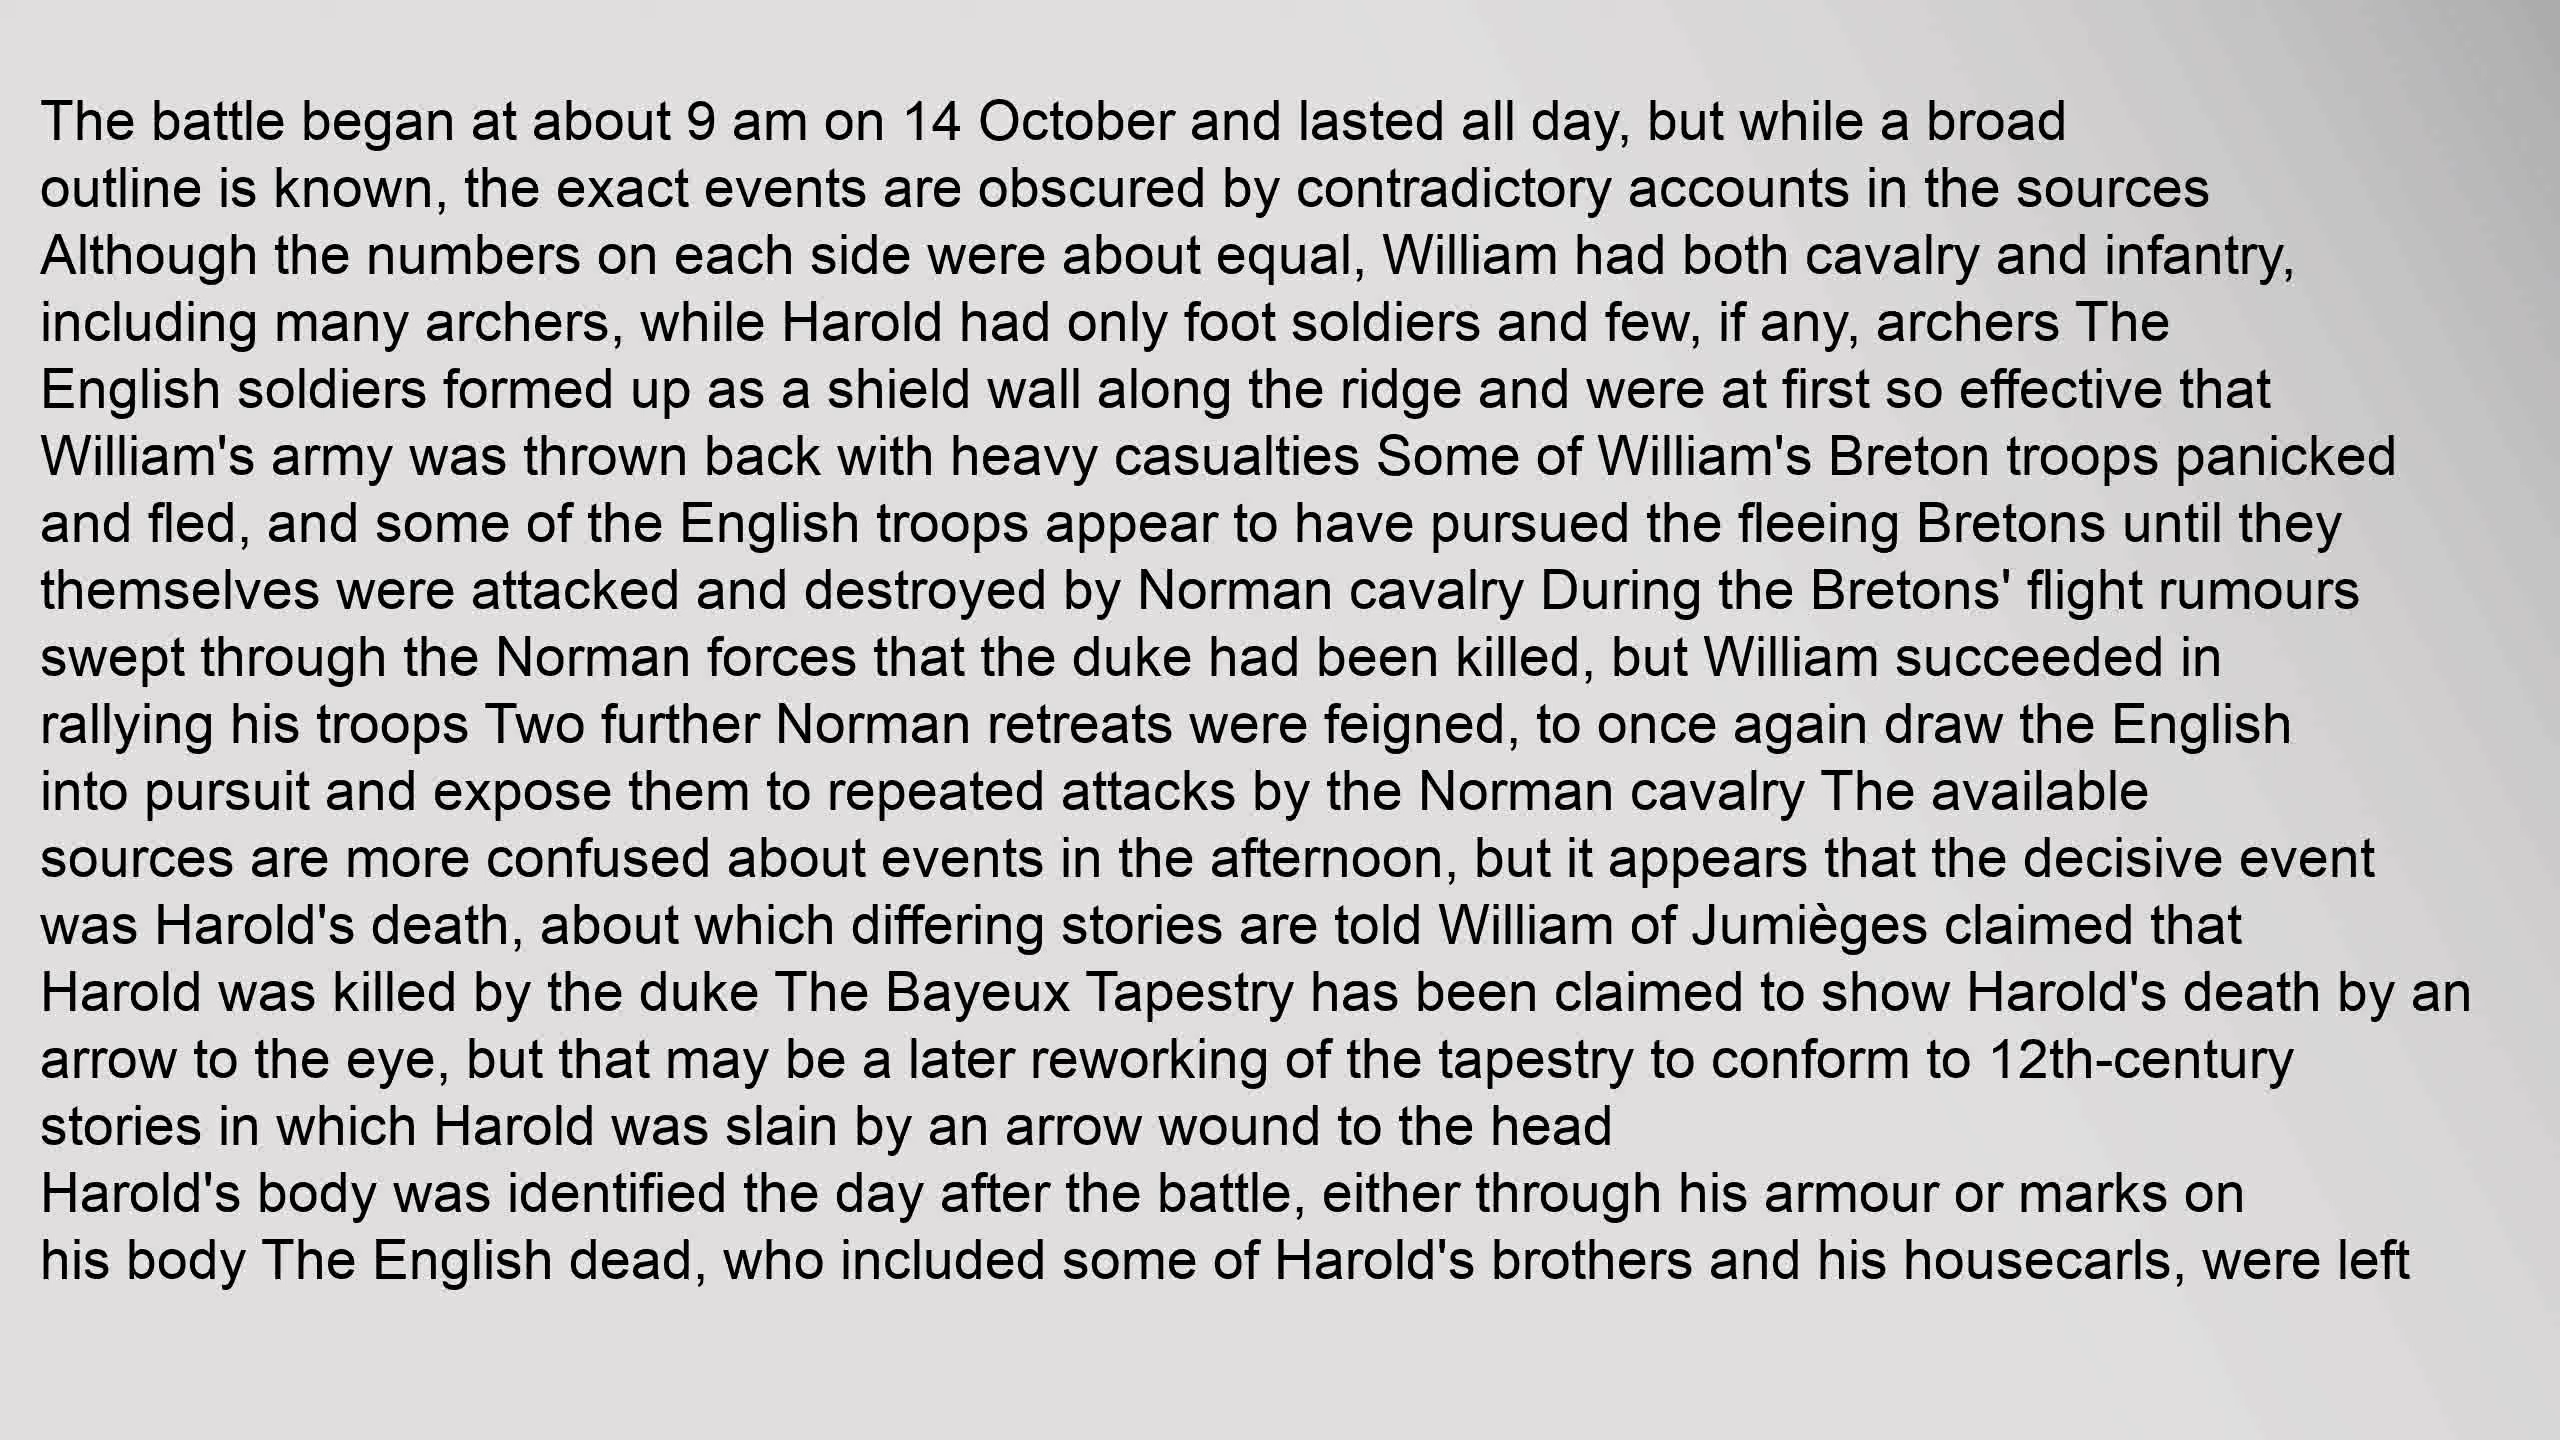 The battle began at about 9 am on 14 October and lasted all day, but while a broad
outline is known, the exact events are obscured by contradictory accounts in the sources
Although the numbers on each side were about equal, William had both cavalry and infantry,
including many archers, while Harold had only foot soldiers and few, if any, archers The
English soldiers formed up as a shield wall along the ridge and were at first so effective that
William's army was thrown back with heavy casualties Some of William's Breton troops panicked
and fled, and some of the English troops appear to have pursued the fleeing Bretons until they
themselves were attacked and destroyed by Norman cavalry During the Bretons' flight rumours
swept through the Norman forces that the duke had been killed, but William succeeded in
rallying his troops Two further Norman retreats were feigned, to once again draw the English
into pursuit and expose them to repeated attacks by the Norman cavalry The available
sources are more confused about events in the afternoon, but it appears that the decisive event
was Harold's death, about which differing stories are told William of Jumièges claimed that
Harold was killed by the duke The Bayeux Tapestry has been claimed to show Harold's death by an
arrow to the eye, but that may be a later reworking of the tapestry to conform to 12th-century
stories in which Harold was slain by an arrow wound to the head
Harold's body was identified the day after the battle, either through his armour or marks on
his body The English dead, who included some of Harold's brothers and his housecarls, were left